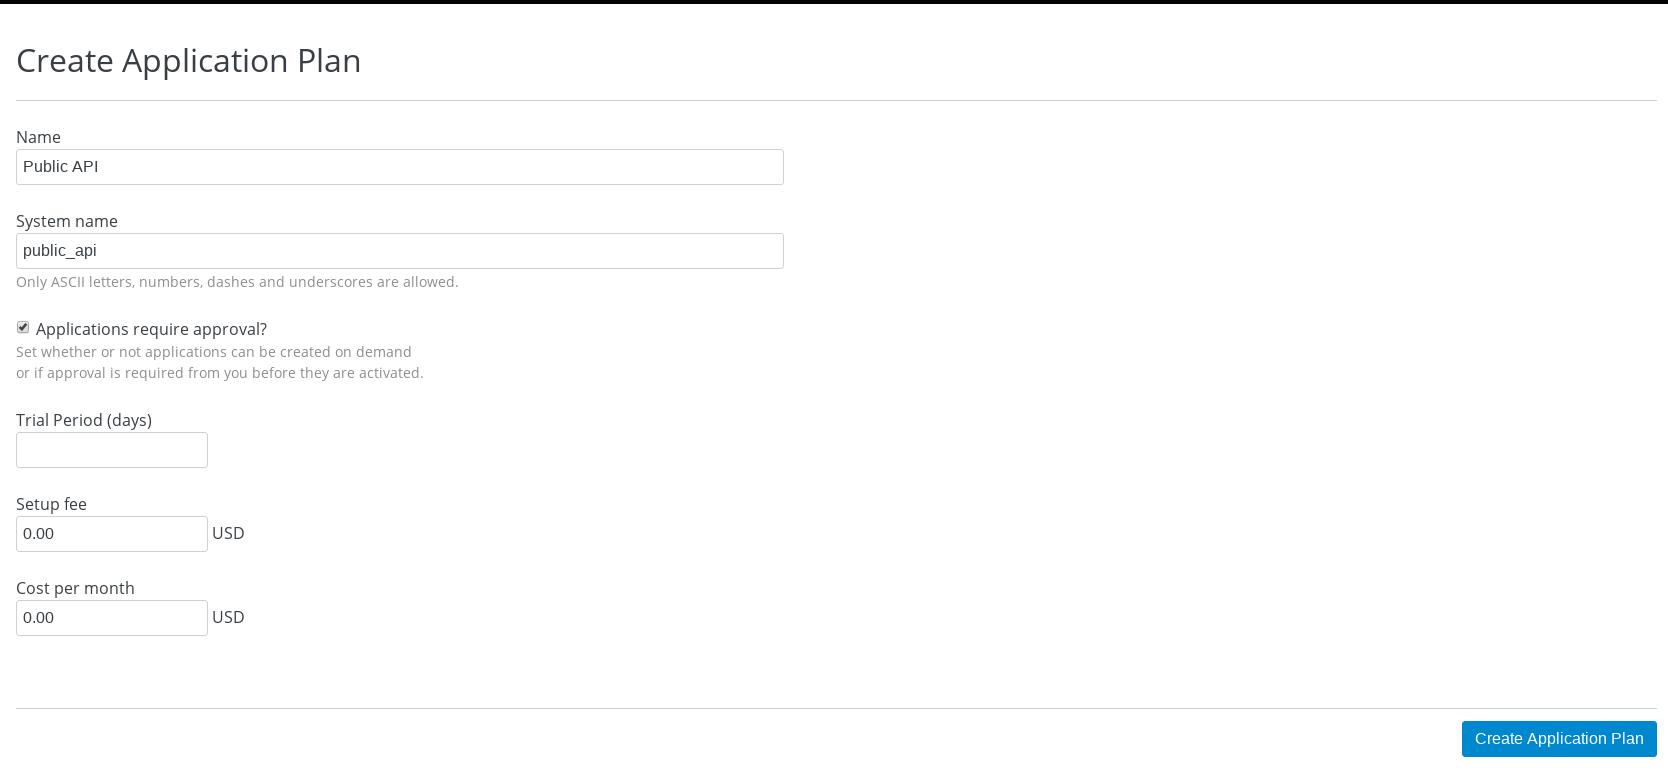 Create Application Plan
Name
Public API
System name
public_api
Only ASCII letters, numbers, dashes and underscores are allowed.
Applications require approval?
Set whether or not applications can be created on demand
or if approval is required from you before they are activated.
Trial Period (days)
Setup fee
0.00 USD
Cost per month
0.00 USD
Create Application Plan